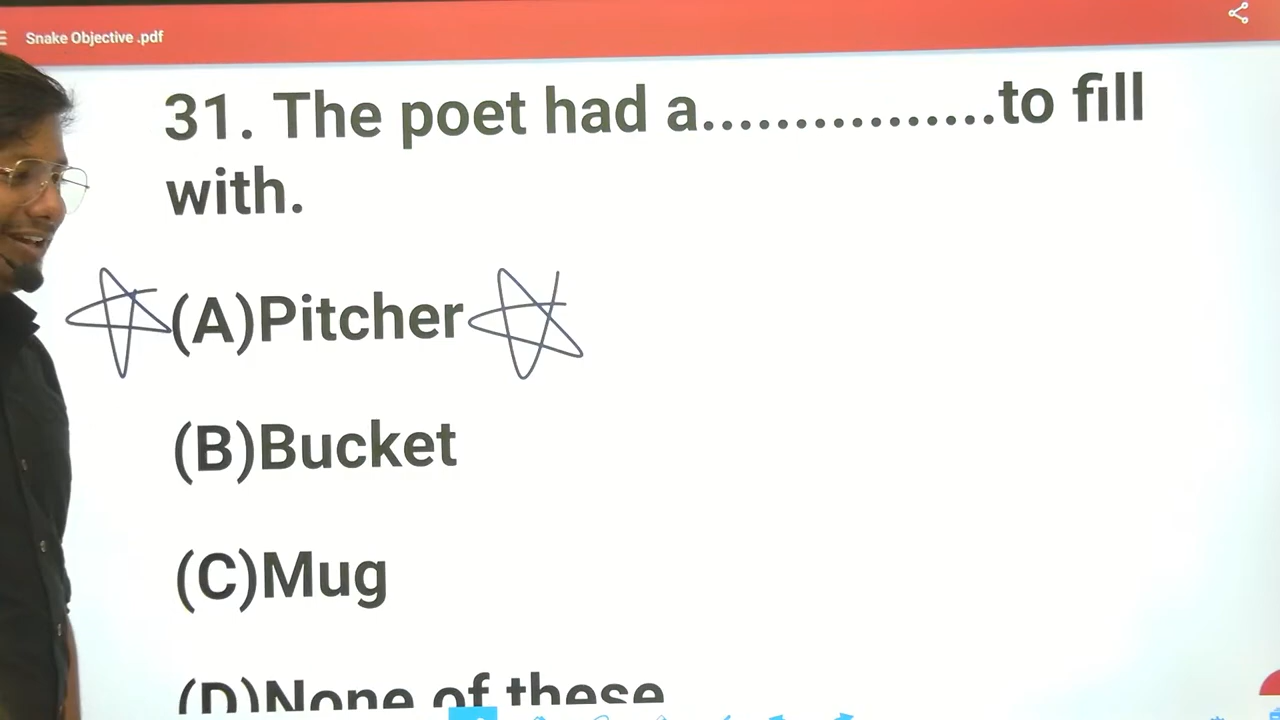 Snake Objective .pdf
31. The poet had a................to fill
with.
(A)Pitcher
(B)Bucket
(C)Mug
(D)None of these